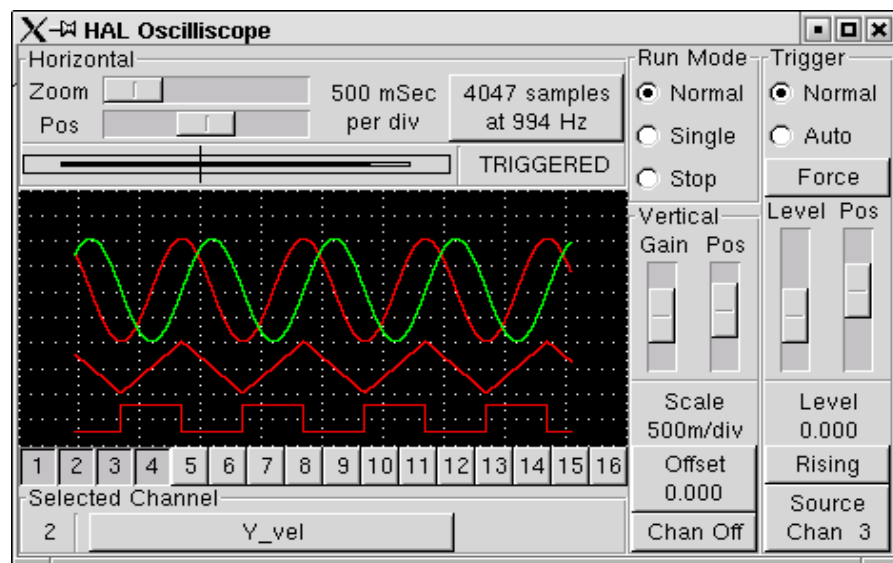 HAL Oscilliscope
Horizontal
Zoom
Pos
500 mSec
per div
4047 samples
at 994 Hz
TRIGGERED
Run Mode
Normal
Single
Stop
Trigger
Normal
Auto
Force
Vertical
Gain Pos
Level Pos
Scale
500m/div
Offset
0.000
Chan Off
Level
0.000
Rising
Source
Chan 3
1 2 3 4 5 6 7 8 9 10 11 12 13 14 15 16
Selected Channel
2
Y_vel